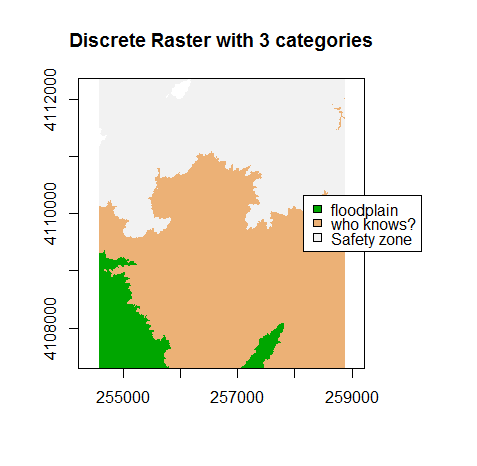 Discrete Raster with 3 categories
4112000
4110000
4108000
floodplain
who knows?
Safety zone
255000
257000
259000